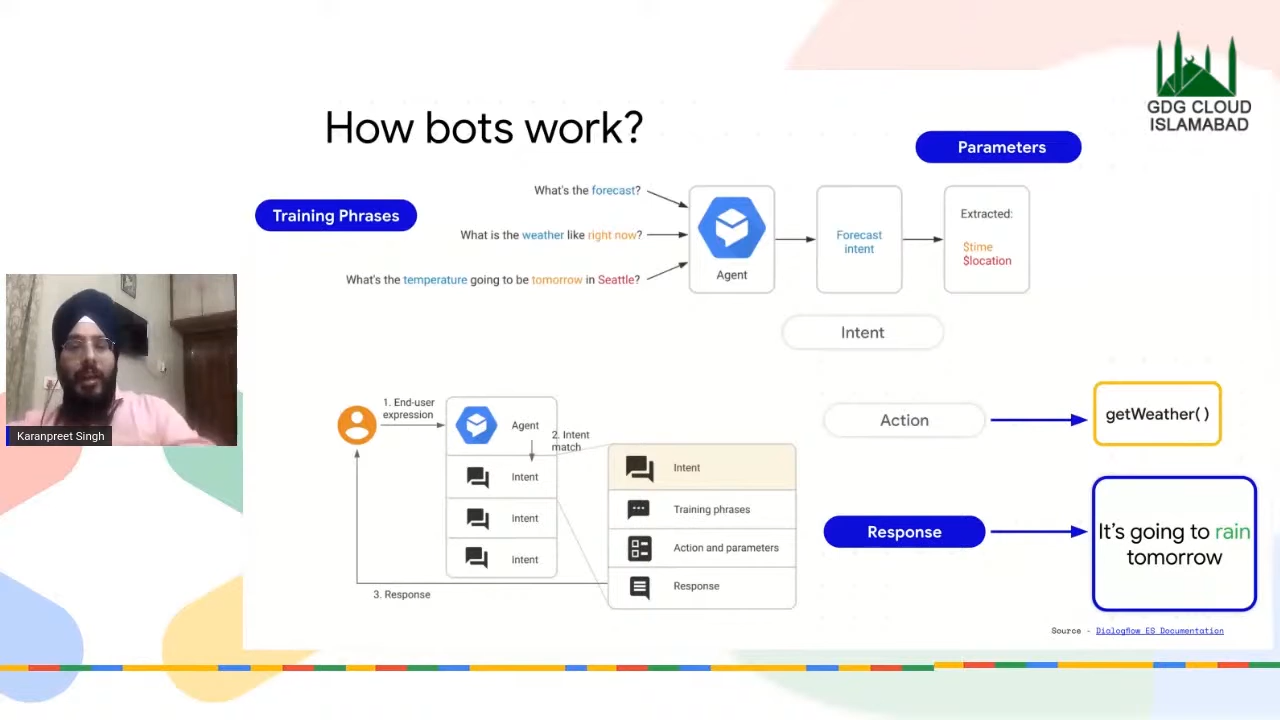 GDG CLOUD
ISLAMABAD
How bots work?
Parameters
Training Phrases
What's the forecast?
What is the weather like right now?
What's the temperature going to be tomorrow in Seattle?
Agent
Forecast
intent
Extracted:
$time
$location
Intent
Karanpreet Singh
1. End-user
expression
Agent
2. Intent
match
Intent
Intent
Intent
3. Response
Intent
Training phrases
Action and parameters
Response
Action
getWeather( )
Response
It's going to rain
tomorrow
Source - Dialogflow ES Documentation